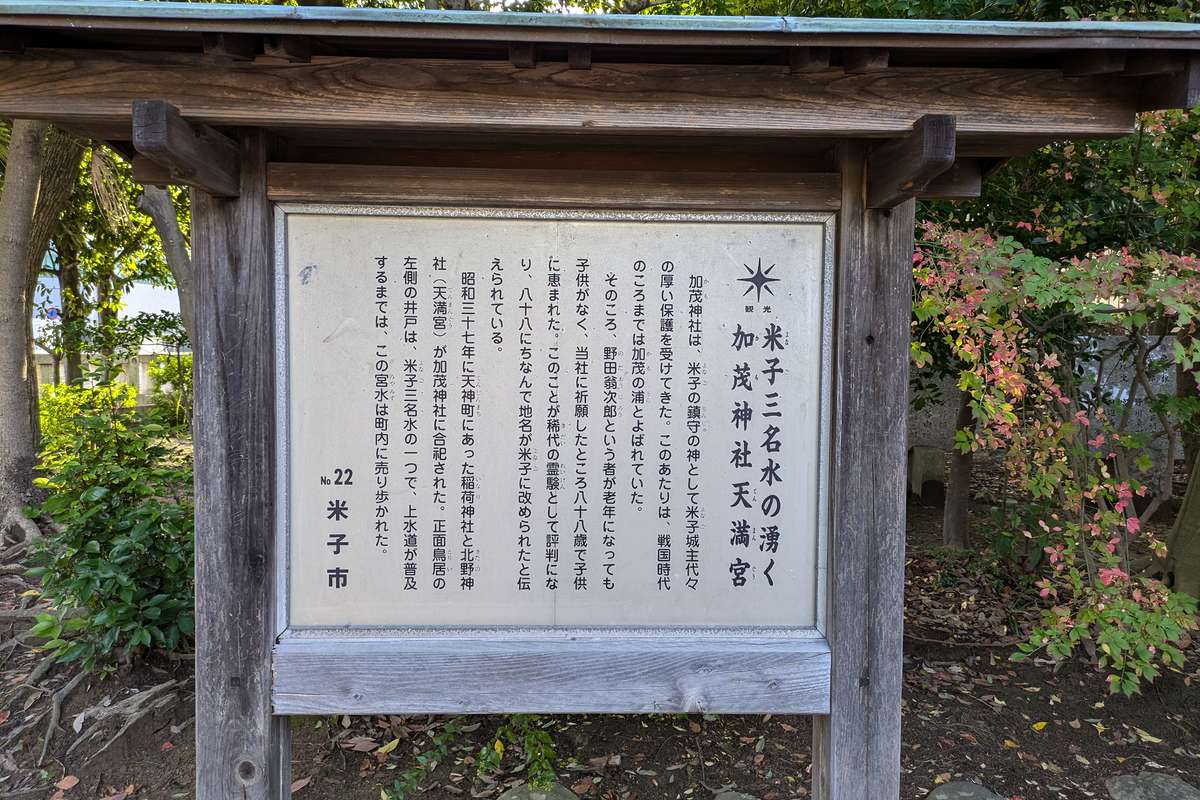 観光
米子三名水の湧く
加茂神社天満宮
加茂神社は、米子の鎮守の神として米子城主代々
の厚い保護を受けてきた。このあたりは、戦国時代
のころまでは加茂の浦とよばれていた。
そのころ、野田翁次郎という者が老年になっても
子供がなく、当社に祈願したところ八十八歳で子供
に恵まれた。このことが稀代の霊験として評判にな
り、八十八にちなんで地名が米子に改められたと伝
えられている。
昭和三十七年に天神町にあった稲荷神社と北野神
社（天満宮）が加茂神社に合祀された。正面鳥居の
左側の井戸は、米子三名水の一つで、上水道が普及
するまでは、この宮水は町内に売り歩かれた。
No22 米子市